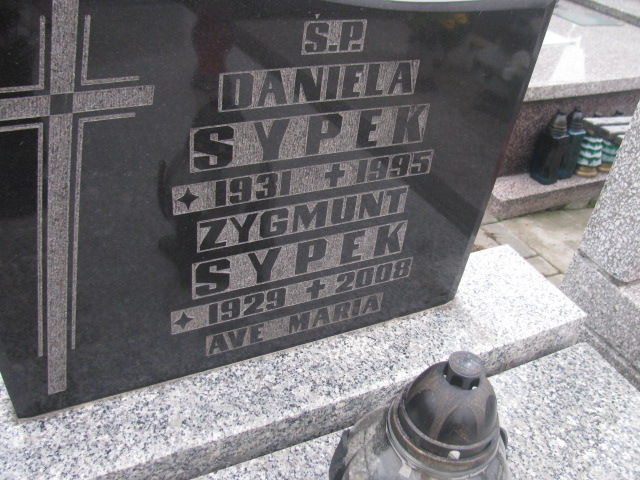 Ś.P.
DANIELA
SYPEK
✦ 1931 ✝ 1995
ZYGMUNT
SYPEK
✦ 1929 ✝ 2008
AVE MARIA